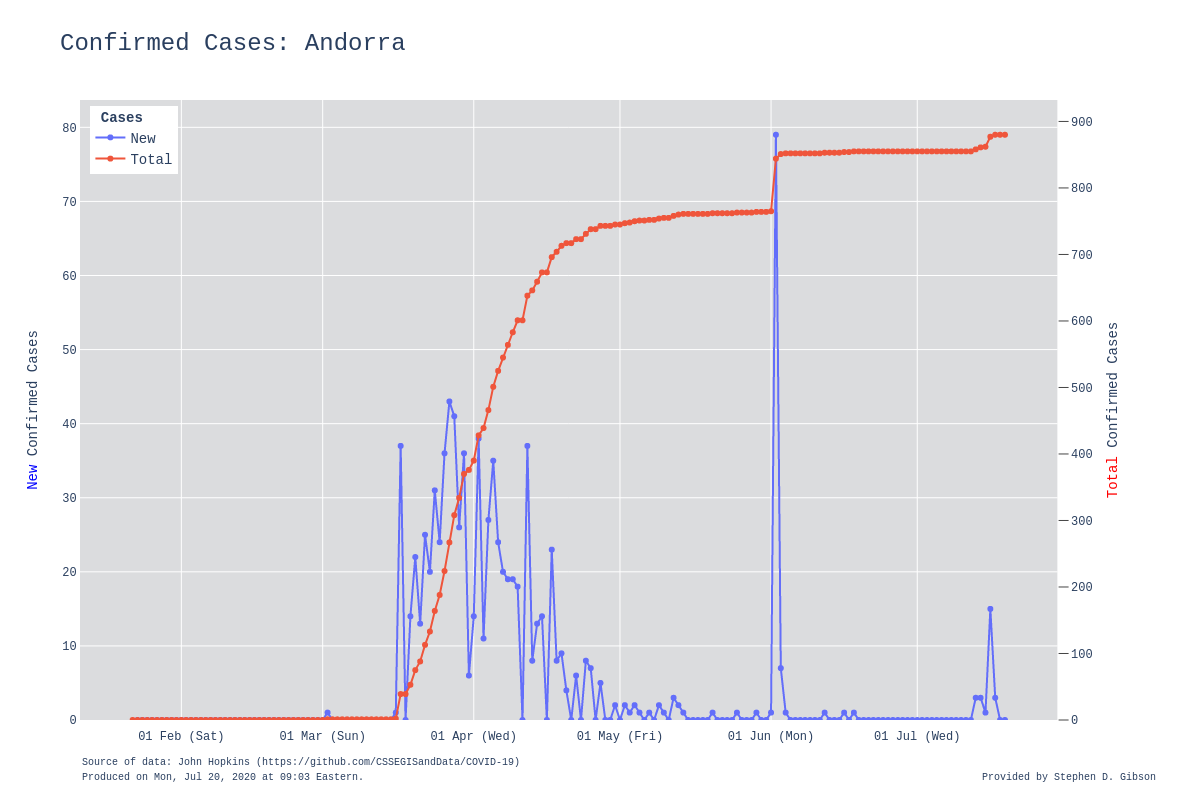 Confirmed Cases: Andorra
Cases
New
Total
80
70
60
50
40
30
20
10
0
New Confirmed Cases
900
800
700
600
500
400
300
200
100
0
Total Confirmed Cases
01 Feb (Sat)
01 Mar (Sun)
01 Apr (Wed)
01 May (Fri)
01 Jun (Mon)
01 Jul (Wed)
Source of data: John Hopkins (https://github.com/CSSEGISandData/COVID-19)
Produced on Mon, Jul 20, 2020 at 09:03 Eastern.
Provided by Stephen D. Gibson